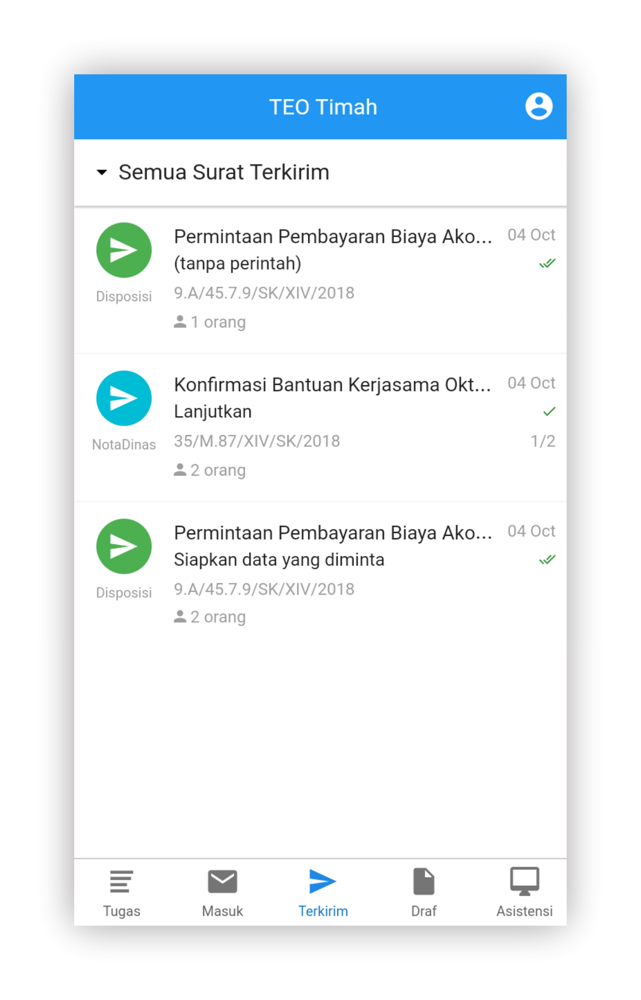 TEO Timah
Semua Surat Terkirim
Permintaan Pembayaran Biaya Ako... 04 Oct
(tanpa perintah)
Disposisi 9.A/45.7.9/SK/XIV/2018
1 orang
Konfirmasi Bantuan Kerjasama Okt... 04 Oct
Lanjutkan
NotaDinas 35/M.87/XIV/SK/2018 1/2
2 orang
Permintaan Pembayaran Biaya Ako... 04 Oct
Siapkan data yang diminta
Disposisi 9.A/45.7.9/SK/XIV/2018
2 orang
Tugas Masuk Terkirim Draf Asistensi